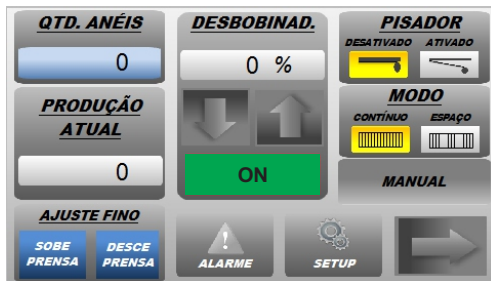 QTD. ANÉIS
0
PRODUÇÃO
ATUAL
0
AJUSTE FINO
SOBE
PRENSA
DESCE
PRENSA
DESBOBINAD.
0 %
ON
ALARME
SETUP
PISADOR
DESATIVADO ATIVADO
MODO
CONTÍNUO ESPAÇO
MANUAL